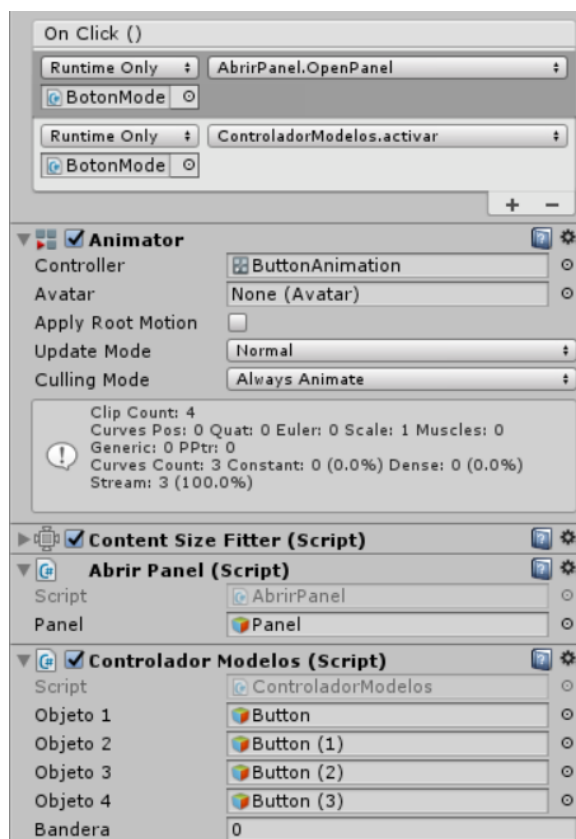 On Click ()
Runtime Only AbrirPanel.OpenPanel
BotonMode
Runtime Only ControladorModelos.activar
BotonMode
+ −
Animator
Controller ButtonAnimation
Avatar None (Avatar)
Apply Root Motion
Update Mode Normal
Culling Mode Always Animate
Clip Count: 4
Curves Pos: 0 Quat: 0 Euler: 0 Scale: 1 Muscles: 0
Generic: 0 PPtr: 0
Curves Count: 3 Constant: 0 (0.0%) Dense: 0 (0.0%)
Stream: 3 (100.0%)
Content Size Fitter (Script)
Abrir Panel (Script)
Script AbrirPanel
Panel Panel
Controlador Modelos (Script)
Script ControladorModelos
Objeto 1 Button
Objeto 2 Button (1)
Objeto 3 Button (2)
Objeto 4 Button (3)
Bandera 0